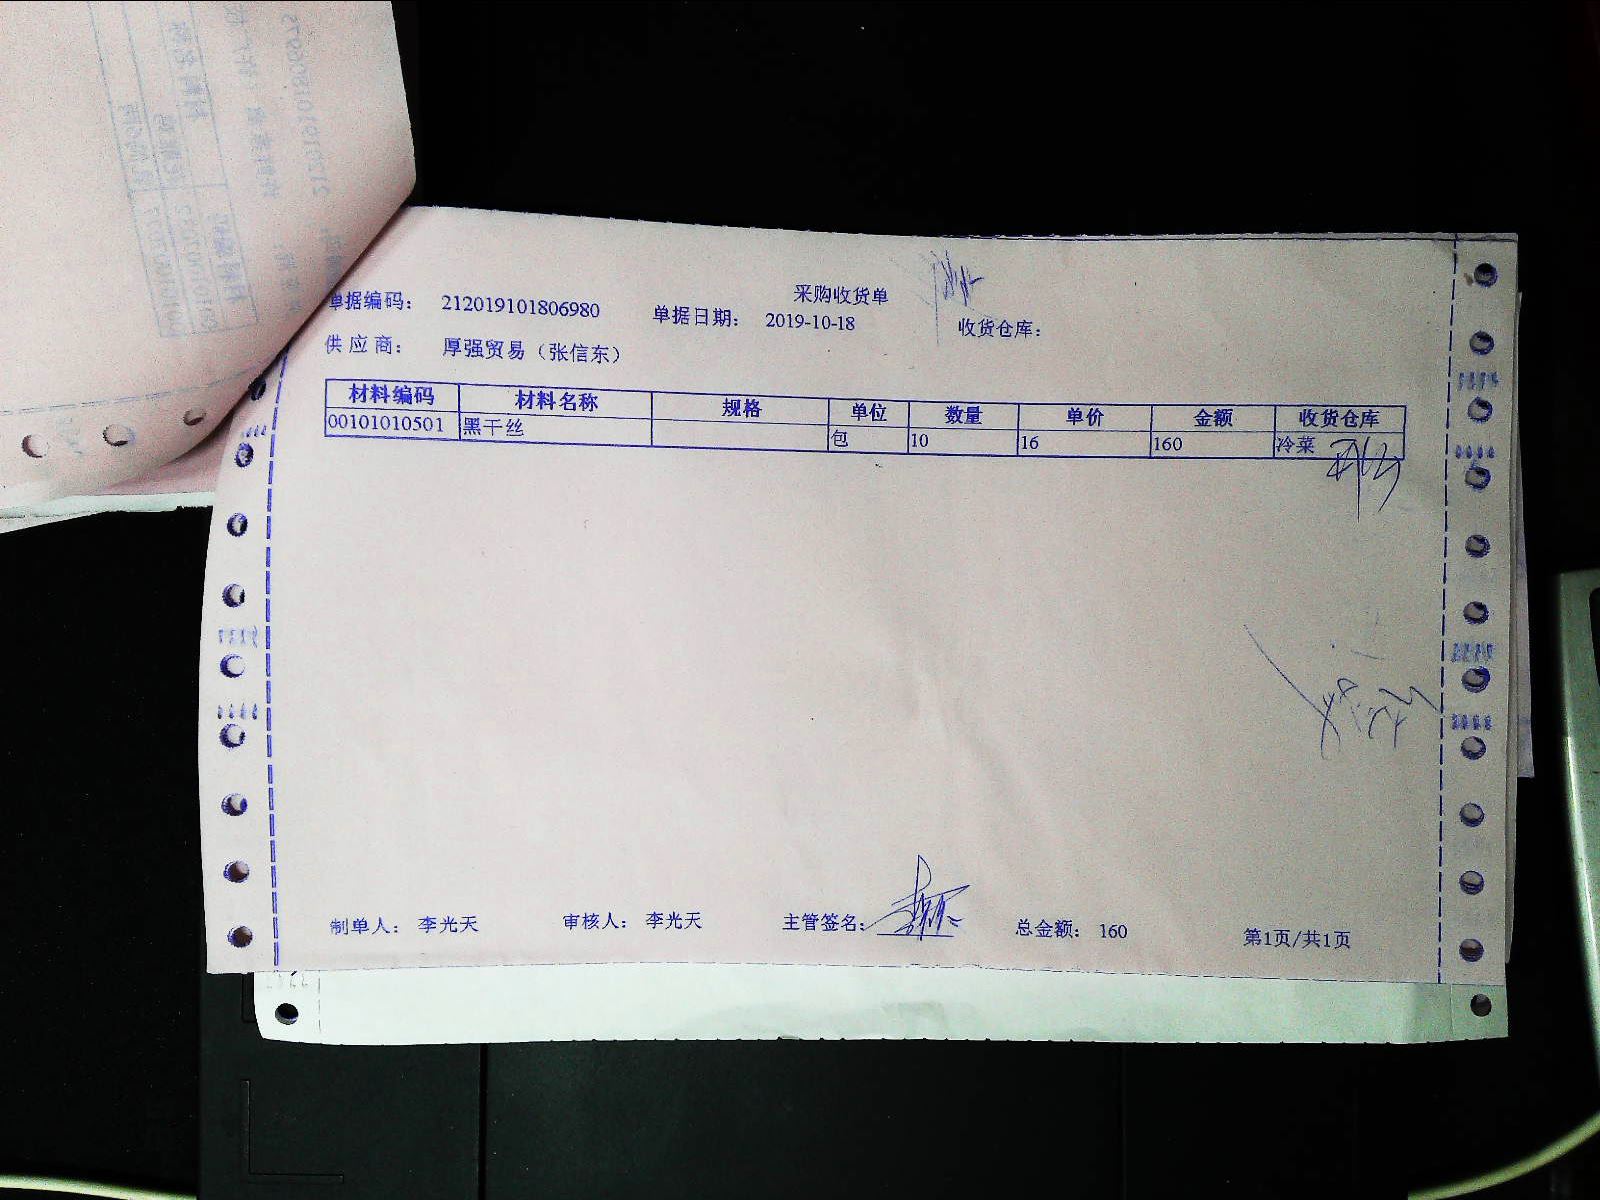 采购收货单
单据编码: 212019101806980 单据日期: 2019-10-18 收货仓库:
供应商: 厚强贸易（张信东）
材料编码 材料名称 规格 单位 数量 单价 金额 收货仓库
00101010501 黑干丝 包 10 16 160 冷菜
制单人: 李光天 审核人: 李光天 主管签名: 总金额: 160 第1页/共1页